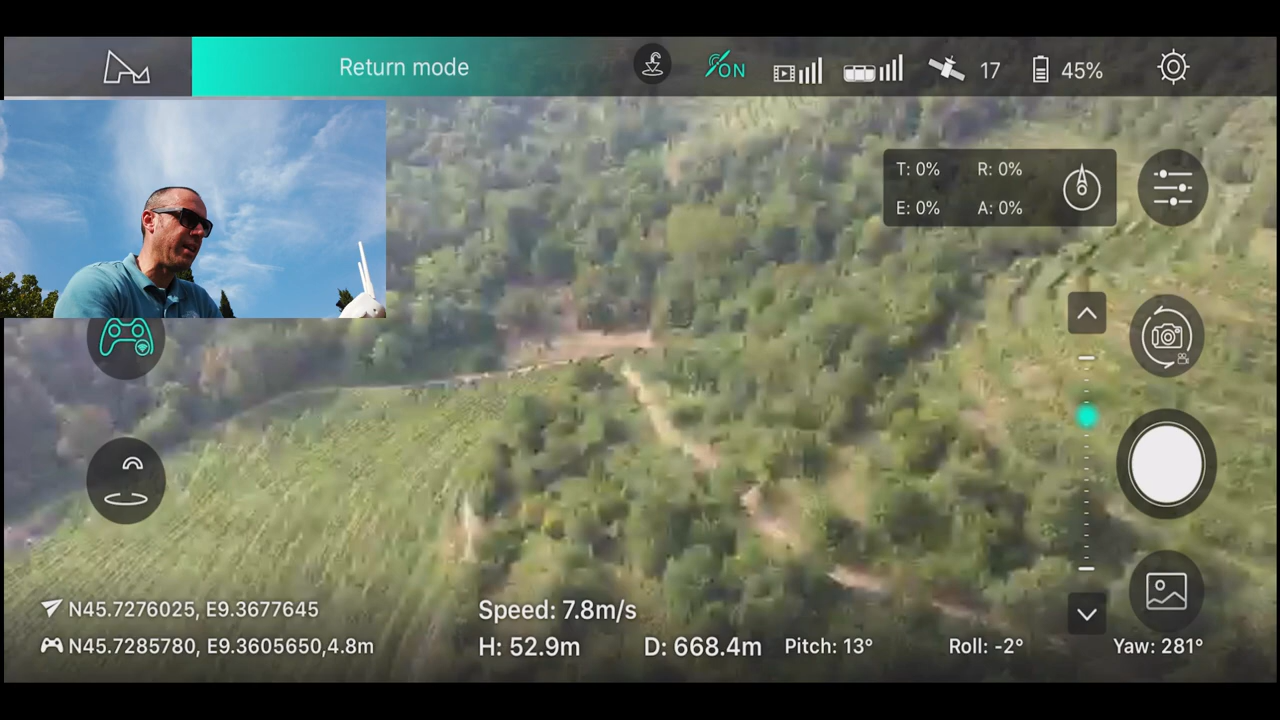 Return mode
ON
17
45%
T: 0% R: 0%
E: 0% A: 0%
N45.7276025, E9.3677645
N45.7285780, E9.3605650,4.8m
Speed: 7.8m/s
H: 52.9m D: 668.4m Pitch: 13° Roll: -2° Yaw: 281°